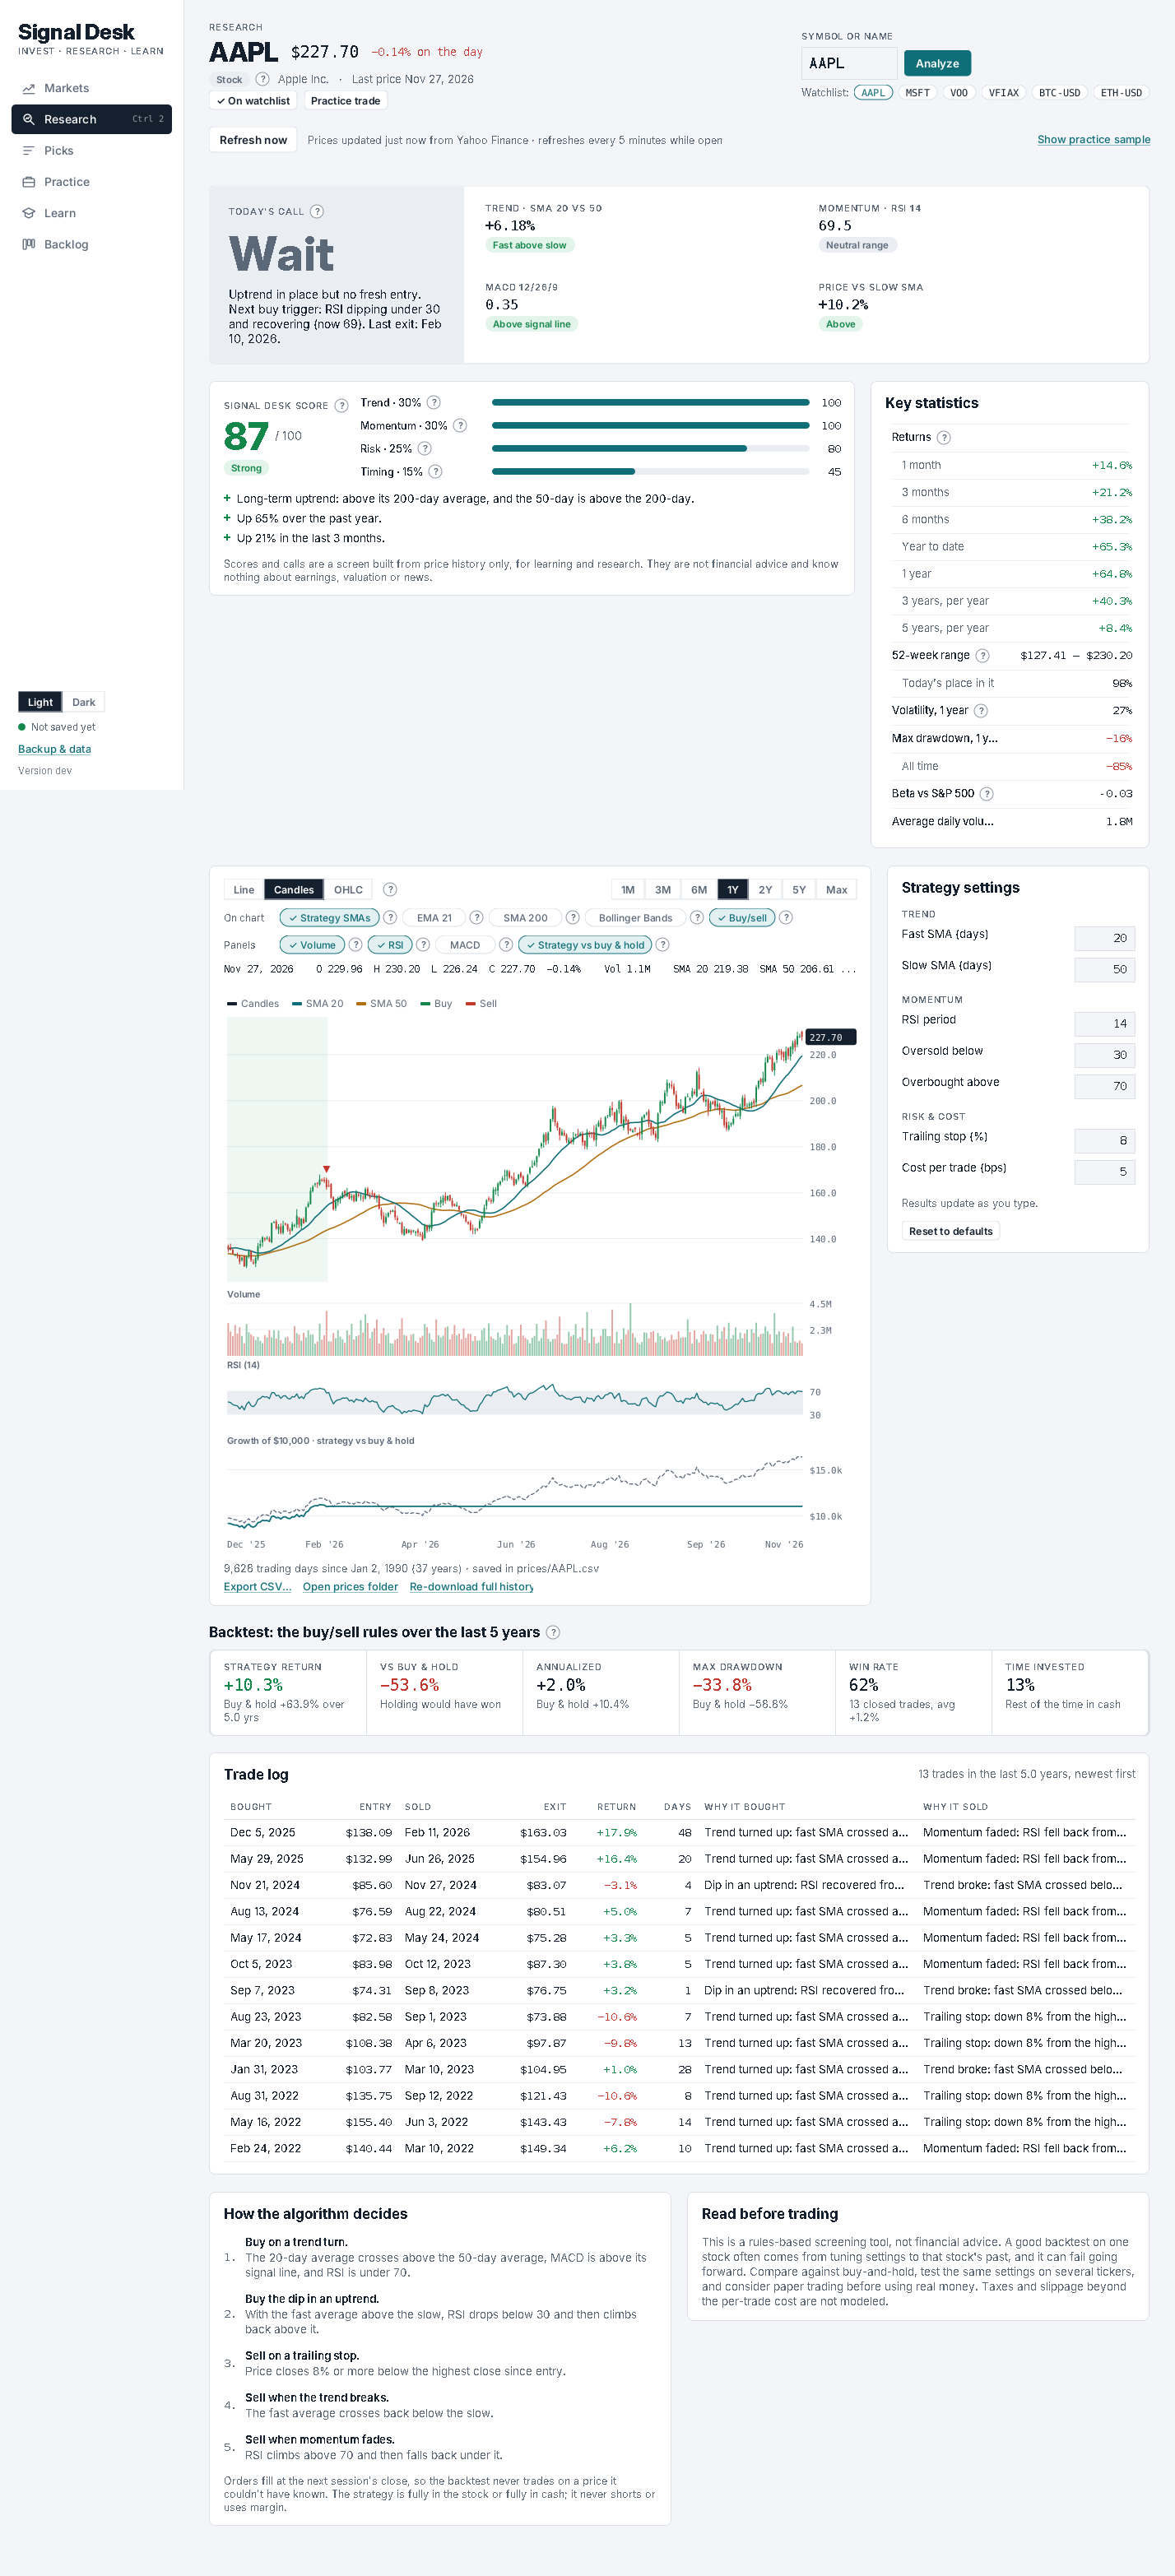 Signal Desk
INVEST · RESEARCH · LEARN
Markets
Research Ctrl 2
Picks
Practice
Learn
Backlog
Light Dark
Not saved yet
Backup & data
Version dev
RESEARCH
AAPL $227.70 −0.14% on the day
Stock ? Apple Inc. · Last price Nov 27, 2026
✓ On watchlist Practice trade
SYMBOL OR NAME
AAPL Analyze
Watchlist: AAPL MSFT VOO VFIAX BTC-USD ETH-USD
Refresh now Prices updated just now from Yahoo Finance · refreshes every 5 minutes while open Show practice sample
TODAY'S CALL ?
Wait
Uptrend in place but no fresh entry.
Next buy trigger: RSI dipping under 30
and recovering (now 69). Last exit: Feb
10, 2026.
TREND · SMA 20 VS 50
+6.18%
Fast above slow
MOMENTUM · RSI 14
69.5
Neutral range
MACD 12/26/9
0.35
Above signal line
PRICE VS SLOW SMA
+10.2%
Above
SIGNAL DESK SCORE ?
87 / 100
Strong
Trend · 30% ? 100
Momentum · 30% ? 100
Risk · 25% ? 80
Timing · 15% ? 45
+ Long-term uptrend: above its 200-day average, and the 50-day is above the 200-day.
+ Up 65% over the past year.
+ Up 21% in the last 3 months.
Scores and calls are a screen built from price history only, for learning and research. They are not financial advice and know
nothing about earnings, valuation or news.
Key statistics
Returns ?
1 month +14.6%
3 months +21.2%
6 months +38.2%
Year to date +65.3%
1 year +64.8%
3 years, per year +40.3%
5 years, per year +8.4%
52-week range ? $127.41 – $230.20
Today's place in it 98%
Volatility, 1 year ? 27%
Max drawdown, 1 y... −16%
All time −85%
Beta vs S&P 500 ? -0.03
Average daily volu... 1.8M
Line Candles OHLC ? 1M 3M 6M 1Y 2Y 5Y Max
On chart ✓ Strategy SMAs ? EMA 21 ? SMA 200 ? Bollinger Bands ? ✓ Buy/sell ?
Panels ✓ Volume ? ✓ RSI ? MACD ? ✓ Strategy vs buy & hold ?
Nov 27, 2026 O 229.96 H 230.20 L 226.24 C 227.70 −0.14% Vol 1.1M SMA 20 219.38 SMA 50 206.61 ...
Candles SMA 20 SMA 50 Buy Sell
227.70
220.0
200.0
180.0
160.0
140.0
Volume
4.5M
2.3M
RSI (14)
70
30
Growth of $10,000 · strategy vs buy & hold
$15.0k
$10.0k
Dec '25 Feb '26 Apr '26 Jun '26 Aug '26 Sep '26 Nov '26
9,628 trading days since Jan 2, 1990 (37 years) · saved in prices/AAPL.csv
Export CSV... Open prices folder Re-download full history
Strategy settings
TREND
Fast SMA (days) 20
Slow SMA (days) 50
MOMENTUM
RSI period 14
Oversold below 30
Overbought above 70
RISK & COST
Trailing stop (%) 8
Cost per trade (bps) 5
Results update as you type.
Reset to defaults
Backtest: the buy/sell rules over the last 5 years ?
STRATEGY RETURN
+10.3%
Buy & hold +63.9% over
5.0 yrs
VS BUY & HOLD
−53.6%
Holding would have won
ANNUALIZED
+2.0%
Buy & hold +10.4%
MAX DRAWDOWN
−33.8%
Buy & hold −58.8%
WIN RATE
62%
13 closed trades, avg
+1.2%
TIME INVESTED
13%
Rest of the time in cash
Trade log 13 trades in the last 5.0 years, newest first
BOUGHT ENTRY SOLD EXIT RETURN DAYS WHY IT BOUGHT WHY IT SOLD
Dec 5, 2025 $138.09 Feb 11, 2026 $163.03 +17.9% 48 Trend turned up: fast SMA crossed a... Momentum faded: RSI fell back from...
May 29, 2025 $132.99 Jun 26, 2025 $154.96 +16.4% 20 Trend turned up: fast SMA crossed a... Momentum faded: RSI fell back from...
Nov 21, 2024 $85.60 Nov 27, 2024 $83.07 −3.1% 4 Dip in an uptrend: RSI recovered fro... Trend broke: fast SMA crossed belo...
Aug 13, 2024 $76.59 Aug 22, 2024 $80.51 +5.0% 7 Trend turned up: fast SMA crossed a... Momentum faded: RSI fell back from...
May 17, 2024 $72.83 May 24, 2024 $75.28 +3.3% 5 Trend turned up: fast SMA crossed a... Momentum faded: RSI fell back from...
Oct 5, 2023 $83.98 Oct 12, 2023 $87.30 +3.8% 5 Trend turned up: fast SMA crossed a... Momentum faded: RSI fell back from...
Sep 7, 2023 $74.31 Sep 8, 2023 $76.75 +3.2% 1 Dip in an uptrend: RSI recovered fro... Trend broke: fast SMA crossed belo...
Aug 23, 2023 $82.58 Sep 1, 2023 $73.88 −10.6% 7 Trend turned up: fast SMA crossed a... Trailing stop: down 8% from the high...
Mar 20, 2023 $108.38 Apr 6, 2023 $97.87 −9.8% 13 Trend turned up: fast SMA crossed a... Trailing stop: down 8% from the high...
Jan 31, 2023 $103.77 Mar 10, 2023 $104.95 +1.0% 28 Trend turned up: fast SMA crossed a... Trend broke: fast SMA crossed belo...
Aug 31, 2022 $135.75 Sep 12, 2022 $121.43 −10.6% 8 Trend turned up: fast SMA crossed a... Trailing stop: down 8% from the high...
May 16, 2022 $155.40 Jun 3, 2022 $143.43 −7.8% 14 Trend turned up: fast SMA crossed a... Trailing stop: down 8% from the high...
Feb 24, 2022 $140.44 Mar 10, 2022 $149.34 +6.2% 10 Trend turned up: fast SMA crossed a... Momentum faded: RSI fell back from...
How the algorithm decides
Buy on a trend turn.
1. The 20-day average crosses above the 50-day average, MACD is above its
signal line, and RSI is under 70.
Buy the dip in an uptrend.
2. With the fast average above the slow, RSI drops below 30 and then climbs
back above it.
Sell on a trailing stop.
3. Price closes 8% or more below the highest close since entry.
Sell when the trend breaks.
4. The fast average crosses back below the slow.
Sell when momentum fades.
5. RSI climbs above 70 and then falls back under it.
Orders fill at the next session's close, so the backtest never trades on a price it
couldn't have known. The strategy is fully in the stock or fully in cash; it never shorts or
uses margin.
Read before trading
This is a rules-based screening tool, not financial advice. A good backtest on one
stock often comes from tuning settings to that stock's past, and it can fail going
forward. Compare against buy-and-hold, test the same settings on several tickers,
and consider paper trading before using real money. Taxes and slippage beyond
the per-trade cost are not modeled.